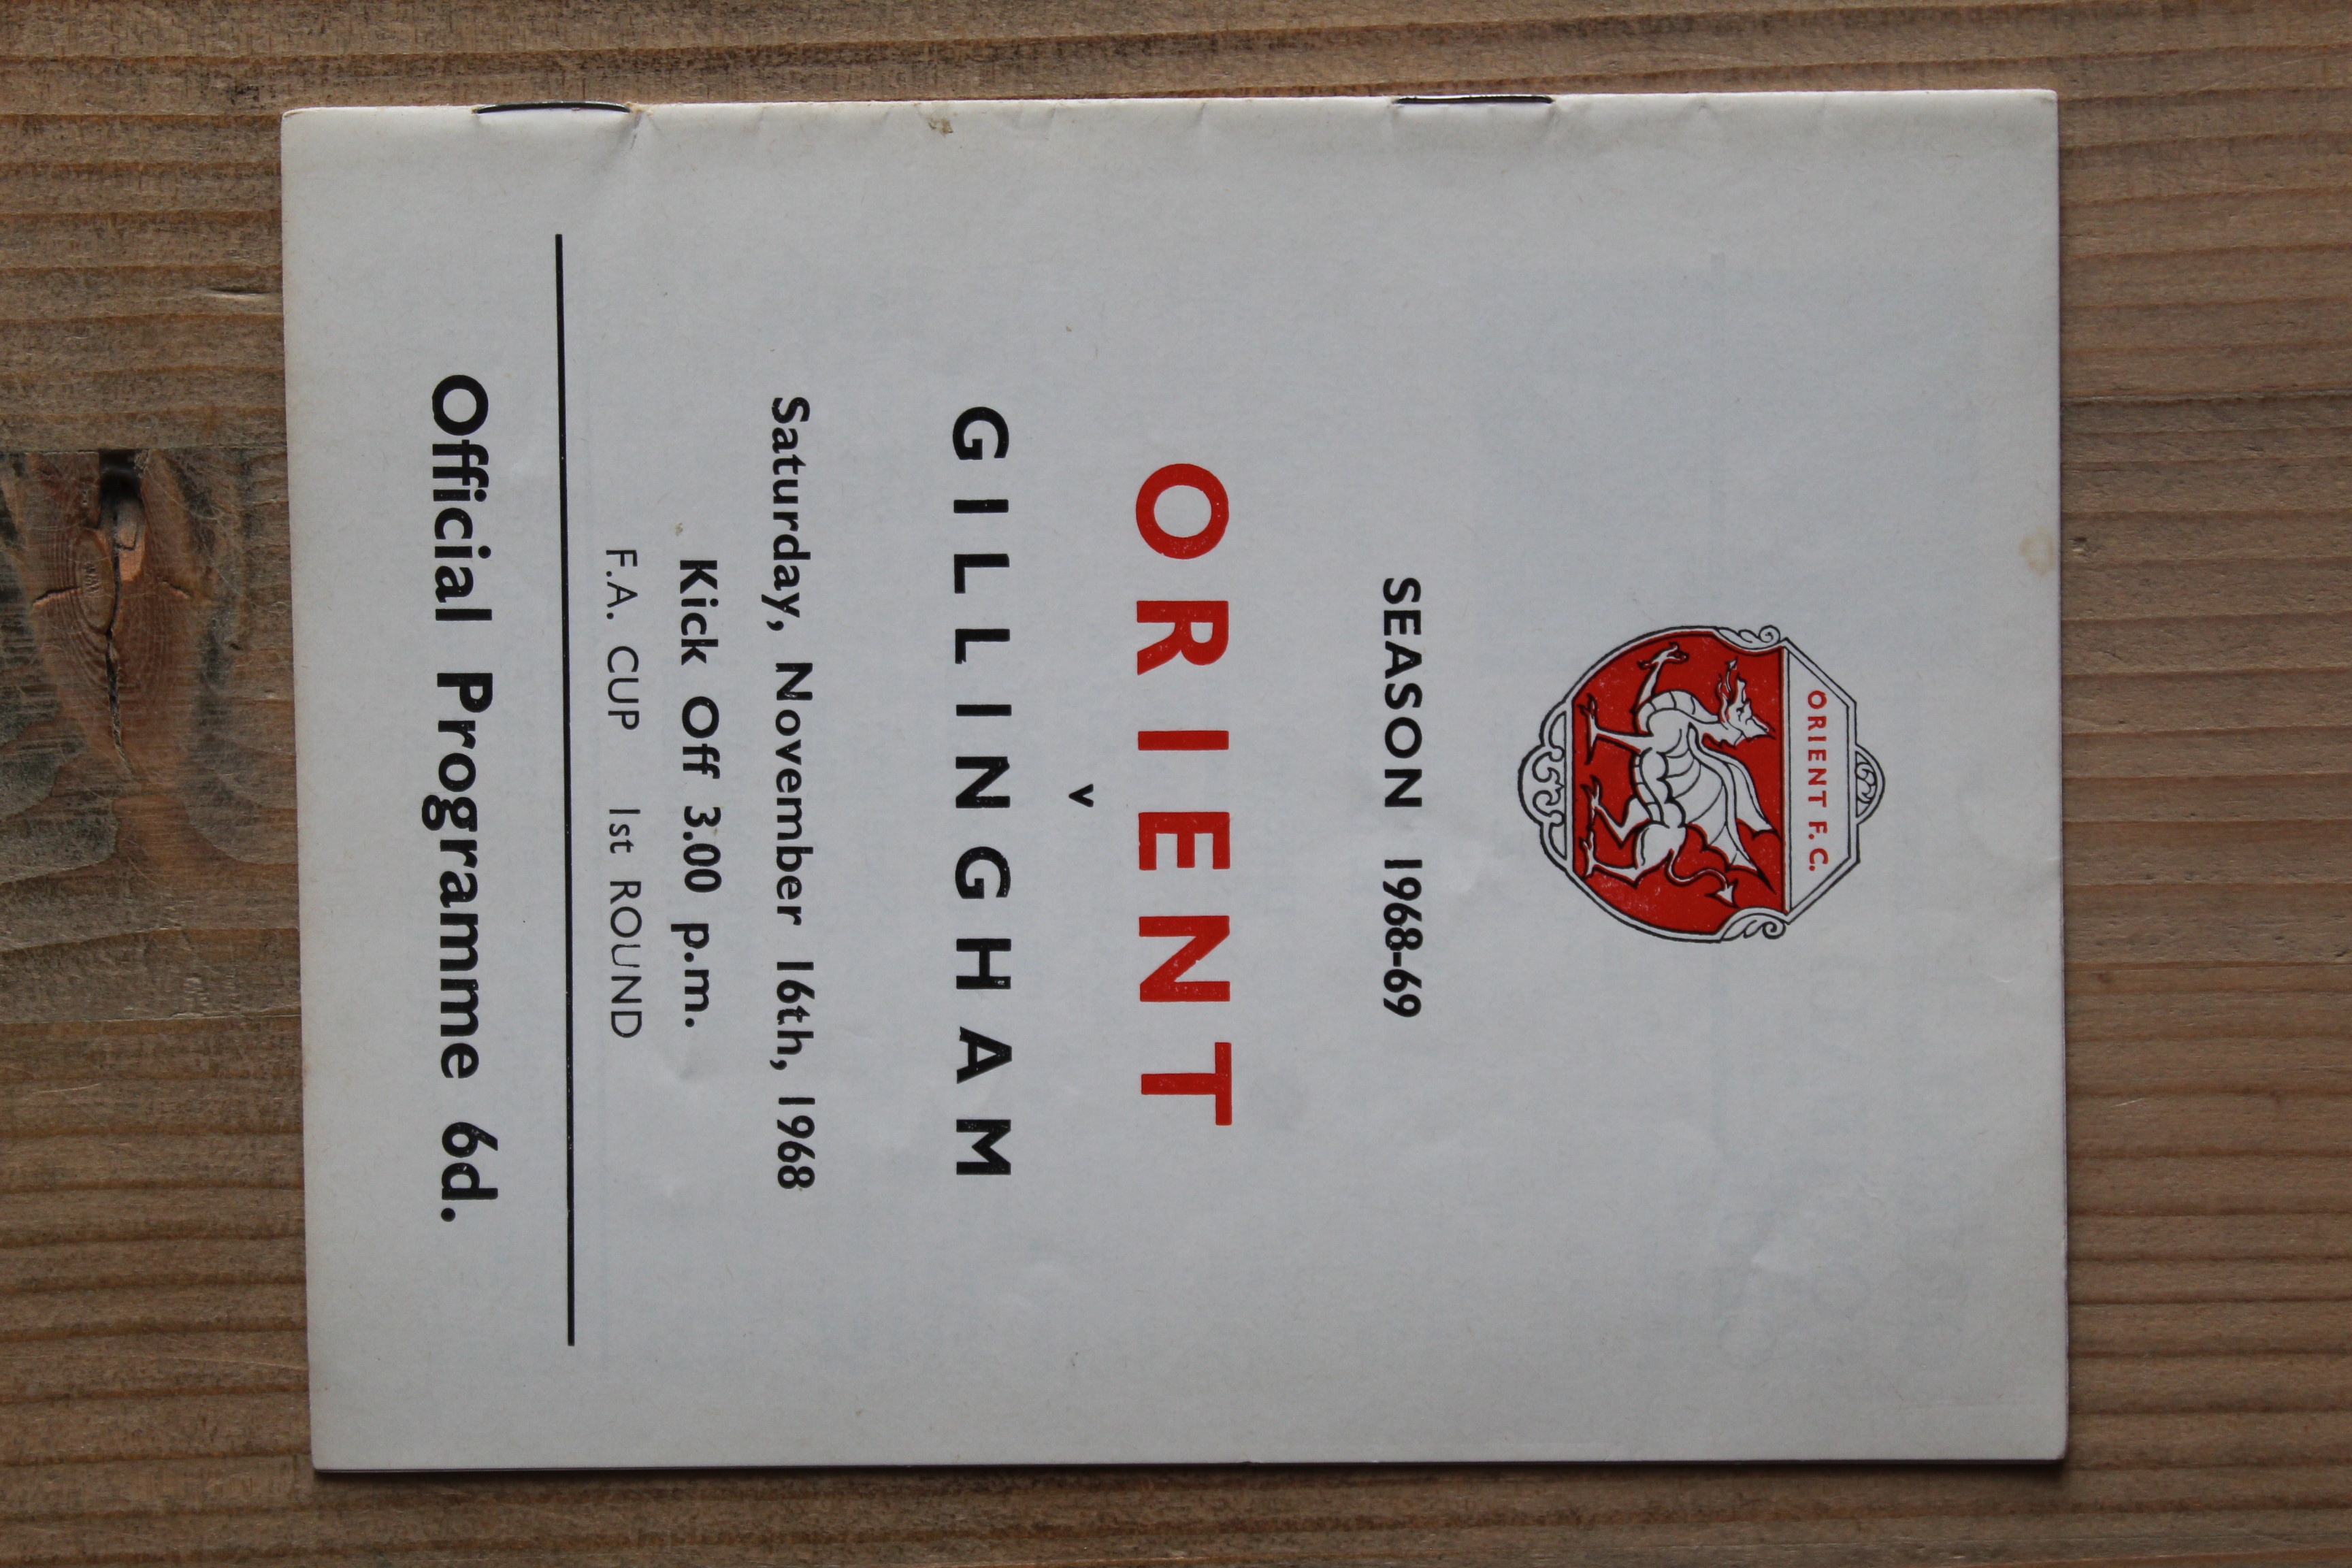 ORIENT F.C.
SEASON 1968-69
ORIENT
v
GILLINGHAM
Saturday, November 16th, 1968
Kick Off 3.00 p.m.
F.A. CUP 1st ROUND
Official Programme 6d.